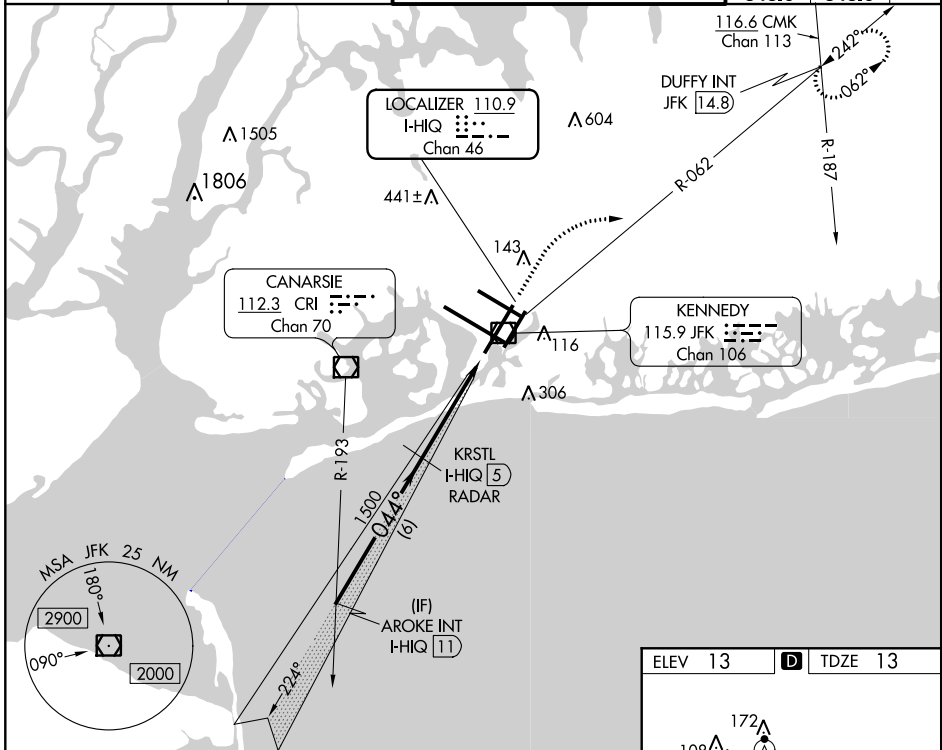 116.6 CMK
Chan 113
242°
062°
DUFFY INT
JFK 14.8
LOCALIZER 110.9
I-HIQ
Chan 46
604
1505
1806
R-062
R-187
441±
143
CANARSIE
112.3 CRI
Chan 70
KENNEDY
115.9 JFK
Chan 106
116
306
R-193
KRSTL
I-HIQ 5
RADAR
1500
044°
(6)
MSA JFK 25 NM
180°
2900
090°
2000
(IF)
AROKE INT
I-HIQ 11
224°
ELEV 13 D TDZE 13
172